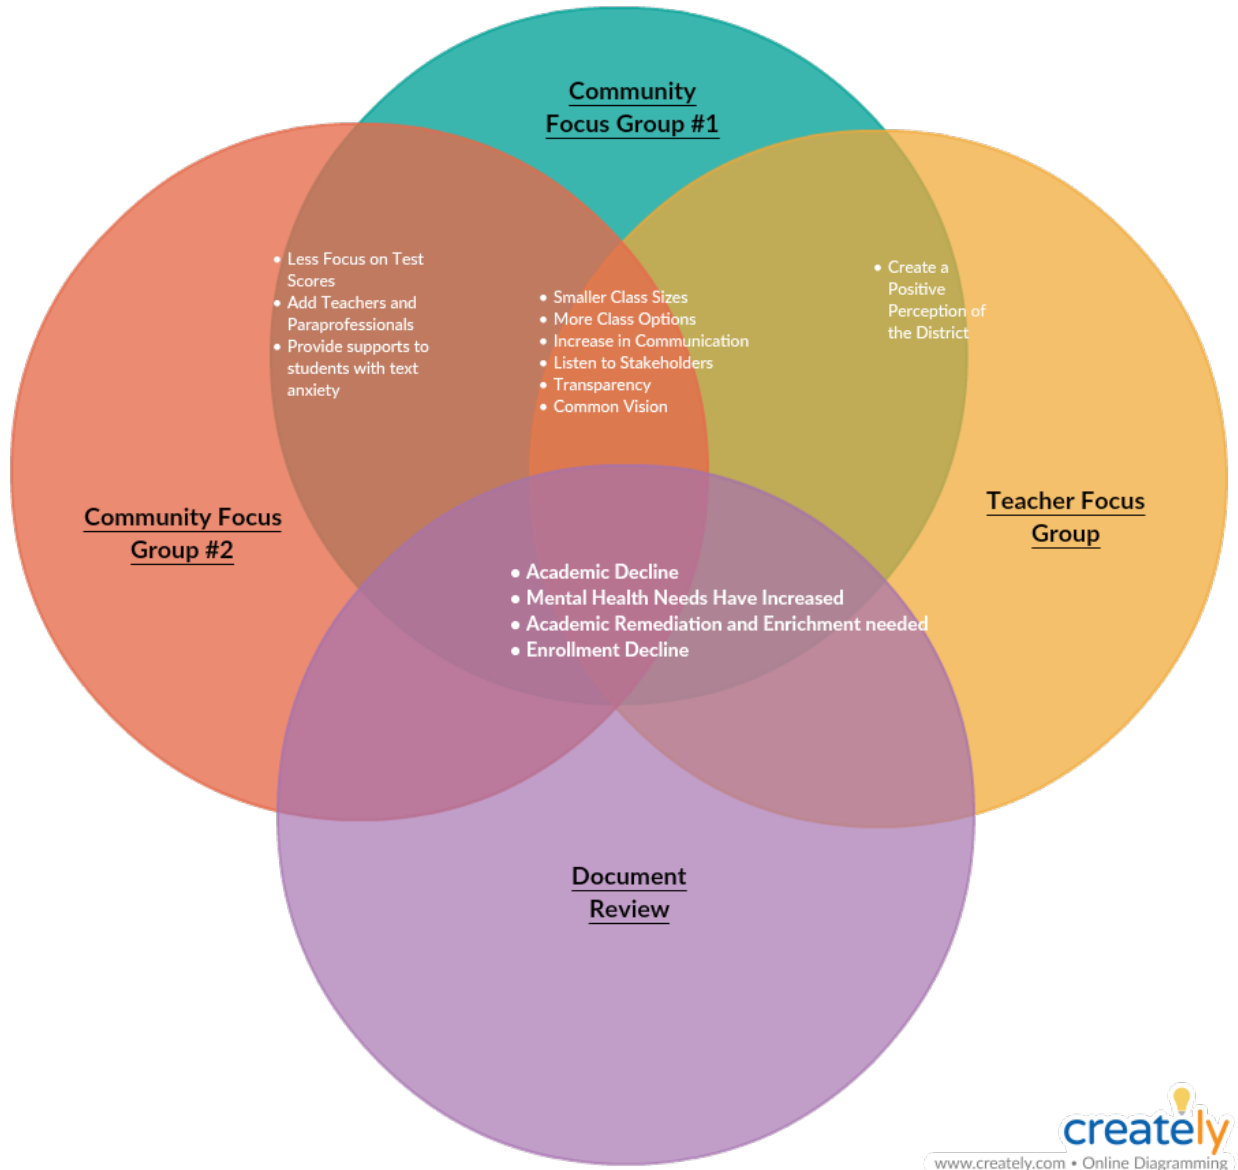 Community
Focus Group #1
• Less Focus on Test
Scores
• Add Teachers and
Paraprofessionals
• Provide supports to
students with text
anxiety
• Smaller Class Sizes
• More Class Options
• Increase in Communication
• Listen to Stakeholders
• Transparency
• Common Vision
• Create a
Positive
Perception of
the District
Community Focus
Group #2
Teacher Focus
Group
• Academic Decline
• Mental Health Needs Have Increased
• Academic Remediation and Enrichment needed
• Enrollment Decline
Document
Review
creately
www.creately.com • Online Diagramming